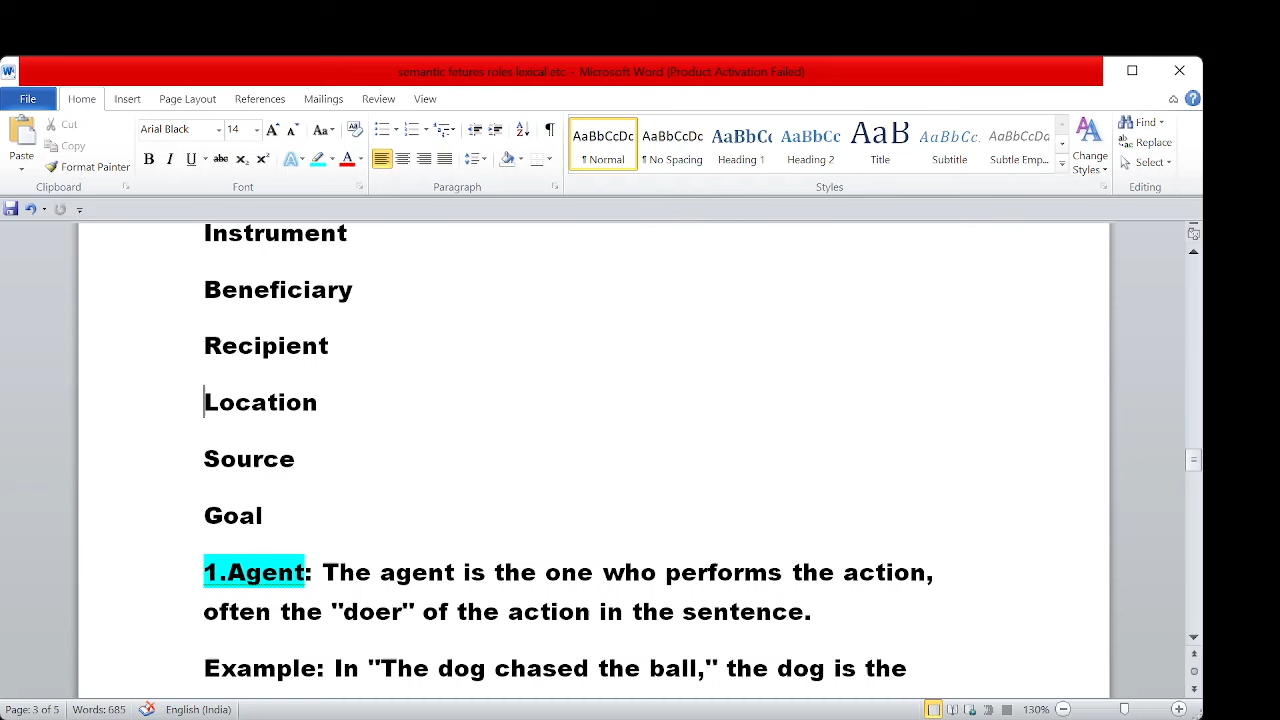 semantic fetures roles lexical etc - Microsoft Word (Product Activation Failed)
File Home Insert Page Layout References Mailings Review View
Cut
Copy
Format Painter
Paste
Clipboard
Arial Black 14
Font
Paragraph
AaBbCcDc AaBbCcDc AaBbCc AaBbCc AaB AaBbCc. AaBbCcDc
¶ Normal ¶ No Spacing Heading 1 Heading 2 Title Subtitle Subtle Emp...
Change Styles
Styles
Find
Replace
Select
Editing
Instrument
Beneficiary
Recipient
Location
Source
Goal
1.Agent: The agent is the one who performs the action,
often the "doer" of the action in the sentence.
Example: In "The dog chased the ball," the dog is the
Page: 3 of 5 Words: 685 English (India) 130%